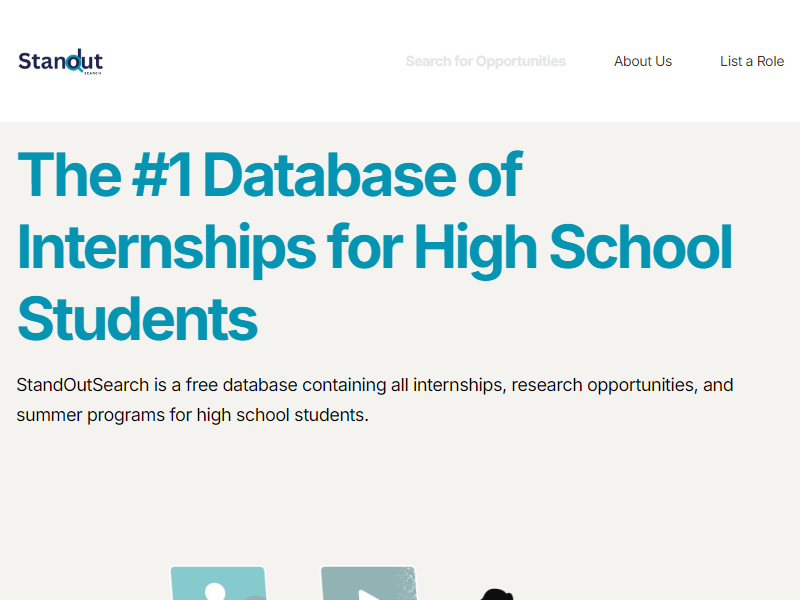 Standout
SEARCH
Search for Opportunities
About Us
List a Role
The #1 Database of
Internships for High School
Students
StandOutSearch is a free database containing all internships, research opportunities, and
summer programs for high school students.